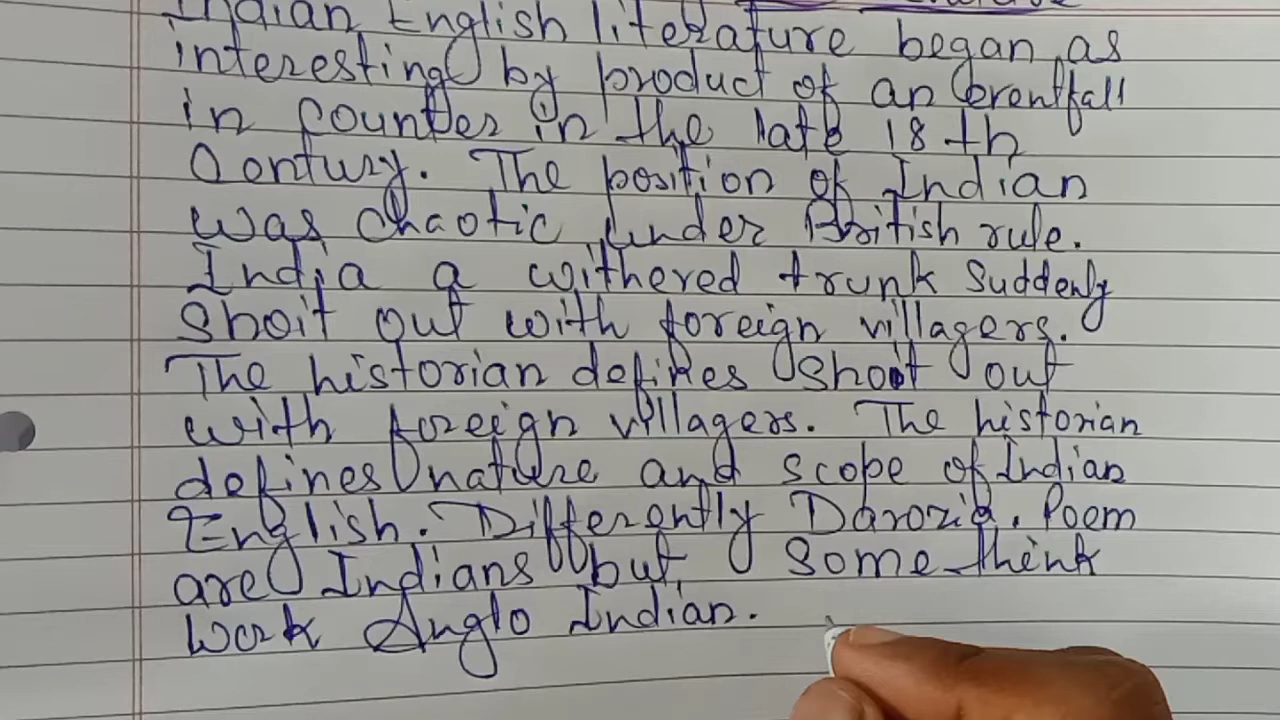 Indian English literature began as
interesting by product of an erentfall
in counter in the late 18th
Century. The position of Indian
was chaotic under British rule.
India a withered trunk Suddenly
Shoit out with foreign villagers.
The historian defines Shoot out
with foreign villagers. The historian
defines nature and scope of Indian
English. Differently Darozia. Poem
are Indians but some think
work Anglo Indian.